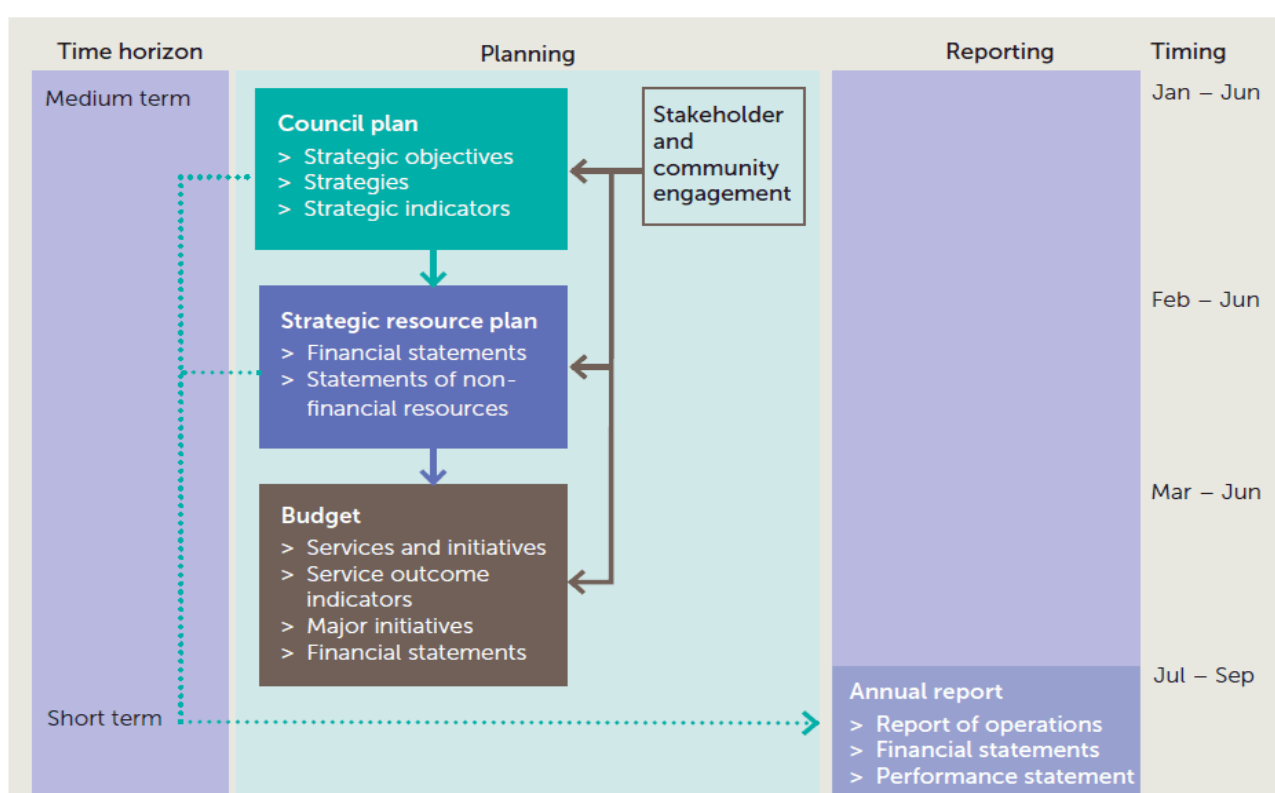 Time horizon
Planning
Reporting
Timing
Medium term
Jan – Jun
Council plan
> Strategic objectives
> Strategies
> Strategic indicators
Stakeholder
and
community
engagement
Feb – Jun
Strategic resource plan
> Financial statements
> Statements of non-
financial resources
Mar – Jun
Budget
> Services and initiatives
> Service outcome
indicators
> Major initiatives
> Financial statements
Jul – Sep
Short term
Annual report
> Report of operations
> Financial statements
> Performance statement